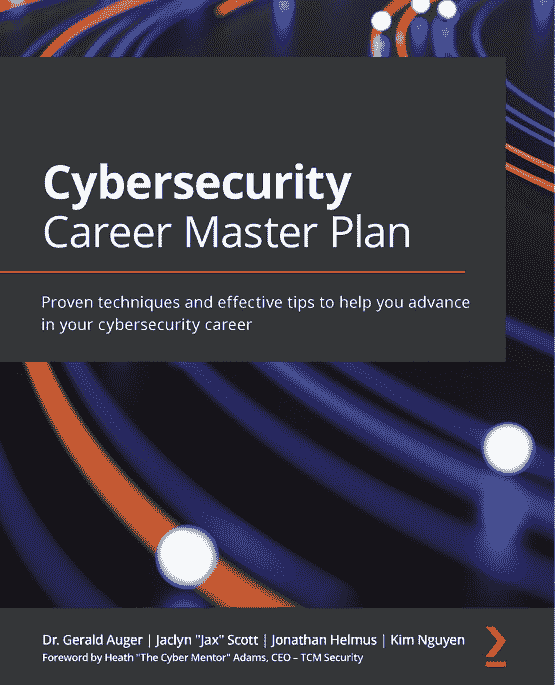 Cybersecurity
Career Master Plan
Proven techniques and effective tips to help you advance
in your cybersecurity career
Dr. Gerald Auger | Jaclyn "Jax" Scott | Jonathan Helmus | Kim Nguyen
Foreword by Heath "The Cyber Mentor" Adams, CEO – TCM Security